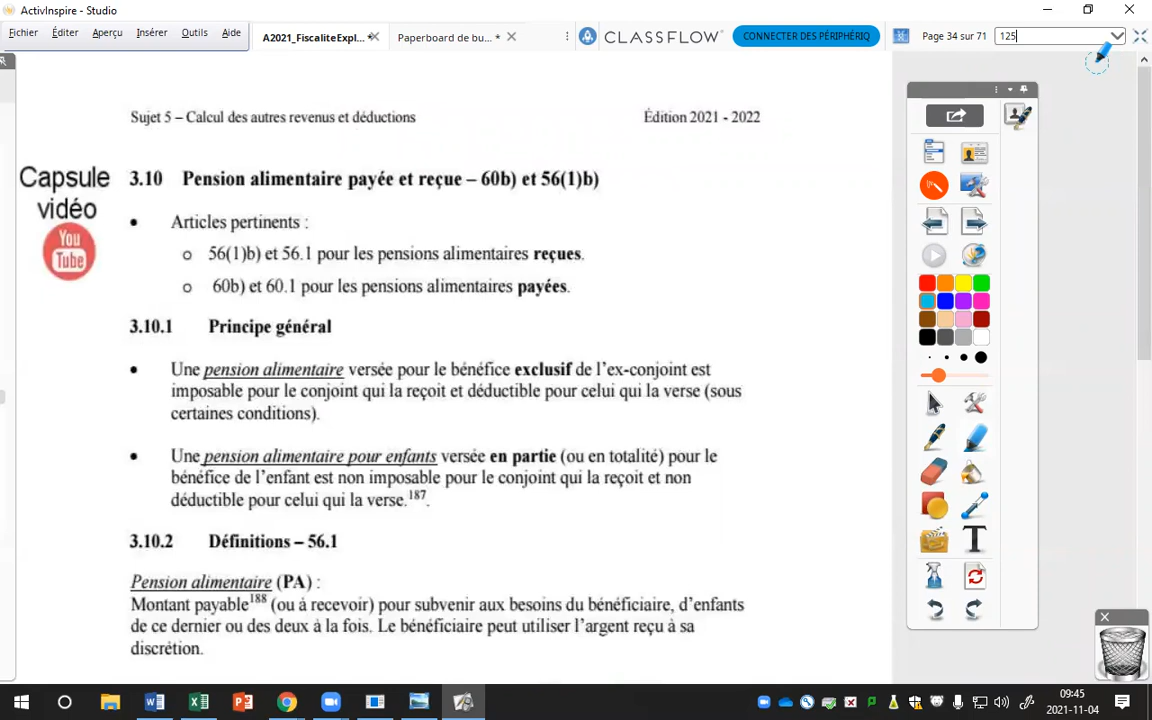 ActivInspire - Studio
Fichier Éditer Aperçu Insérer Outils Aide
A2021_FiscaliteExpl...*
Paperboard de bu...*
CLASSFLOW
CONNECTER DES PÉRIPHÉRIQ
Page 34 sur 71
125
Sujet 5 – Calcul des autres revenus et déductions
Édition 2021 - 2022
Capsule
vidéo
You
Tube
3.10 Pension alimentaire payée et reçue – 60b) et 56(1)b)
• Articles pertinents :
o 56(1)b) et 56.1 pour les pensions alimentaires reçues.
o 60b) et 60.1 pour les pensions alimentaires payées.
3.10.1 Principe général
• Une pension alimentaire versée pour le bénéfice exclusif de l'ex-conjoint est
imposable pour le conjoint qui la reçoit et déductible pour celui qui la verse (sous
certaines conditions).
• Une pension alimentaire pour enfants versée en partie (ou en totalité) pour le
bénéfice de l'enfant est non imposable pour le conjoint qui la reçoit et non
déductible pour celui qui la verse.187.
3.10.2 Définitions – 56.1
Pension alimentaire (PA) :
Montant payable188 (ou à recevoir) pour subvenir aux besoins du bénéficiaire, d'enfants
de ce dernier ou des deux à la fois. Le bénéficiaire peut utiliser l'argent reçu à sa
discrétion.
T
09:45
2021-11-04